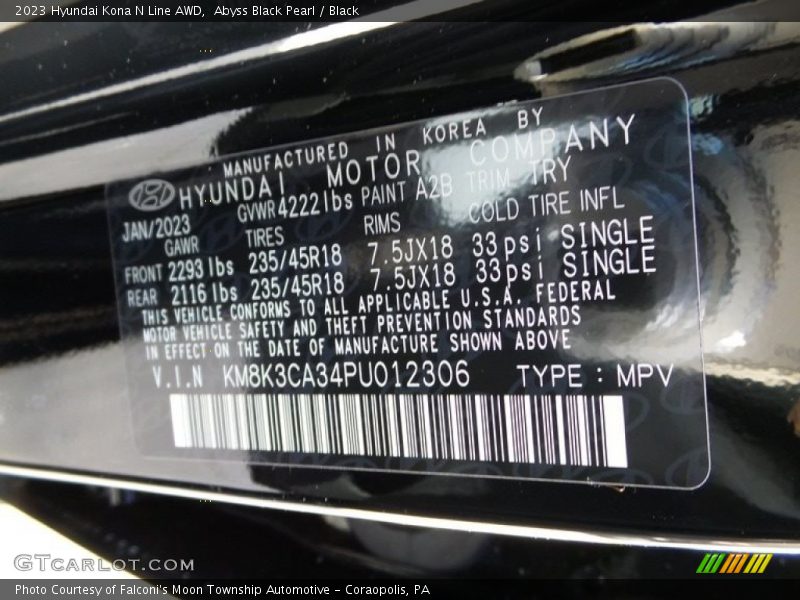 2023 Hyundai Kona N Line AWD,  Abyss Black Pearl / Black
MANUFACTURED IN KOREA BY
HYUNDAI MOTOR COMPANY
JAN/2023 GVWR 4222 lbs PAINT A2B TRIM TRY
GAWR TIRES RIMS COLD TIRE INFL
FRONT 2293 lbs 235/45R18 7.5JX18 33psi SINGLE
REAR 2116 lbs 235/45R18 7.5JX18 33psi SINGLE
THIS VEHICLE CONFORMS TO ALL APPLICABLE U.S.A. FEDERAL
MOTOR VEHICLE SAFETY AND THEFT PREVENTION STANDARDS
IN EFFECT ON THE DATE OF MANUFACTURE SHOWN ABOVE
V.I.N KM8K3CA34PU012306 TYPE : MPV
GTcarlot.com
Photo Courtesy of Falconi's Moon Township Automotive - Coraopolis, PA